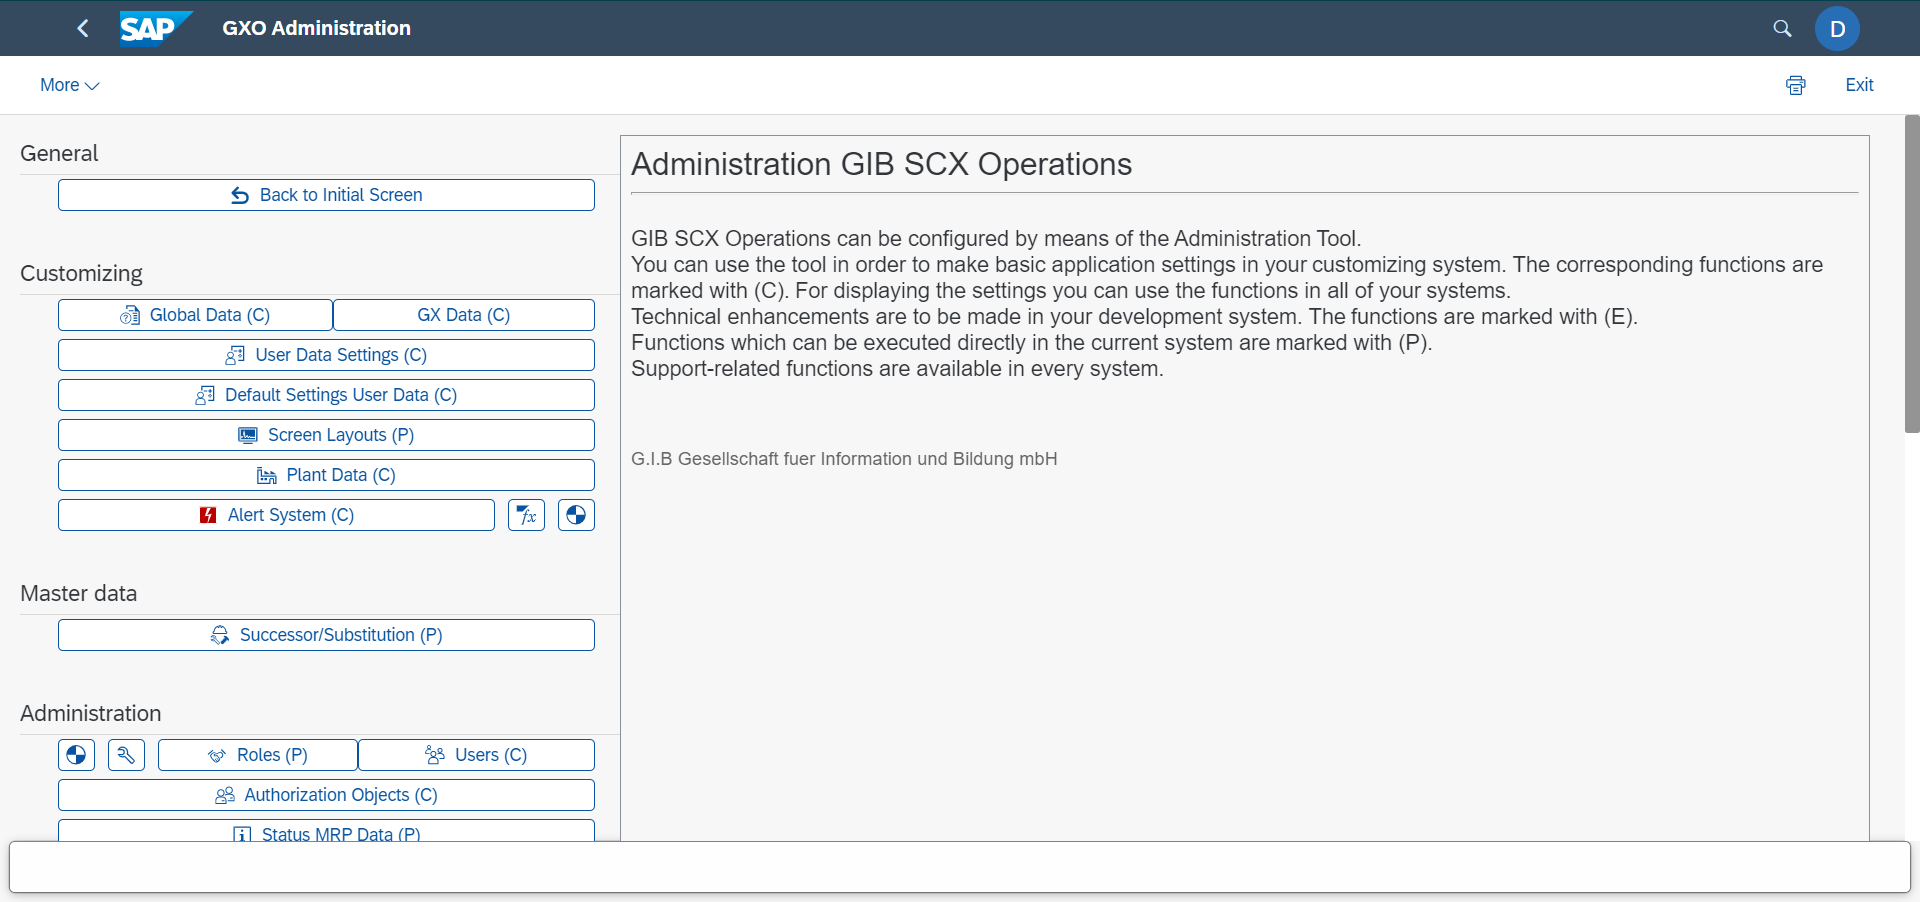 SAP GXO Administration D
More Exit
General
Back to Initial Screen
Customizing
Global Data (C) GX Data (C)
User Data Settings (C)
Default Settings User Data (C)
Screen Layouts (P)
Plant Data (C)
Alert System (C) fx
Master data
Successor/Substitution (P)
Administration
Roles (P) Users (C)
Authorization Objects (C)
Status MRP Data (P)
Administration GIB SCX Operations
GIB SCX Operations can be configured by means of the Administration Tool.
You can use the tool in order to make basic application settings in your customizing system. The corresponding functions are
marked with (C). For displaying the settings you can use the functions in all of your systems.
Technical enhancements are to be made in your development system. The functions are marked with (E).
Functions which can be executed directly in the current system are marked with (P).
Support-related functions are available in every system.
G.I.B Gesellschaft fuer Information und Bildung mbH